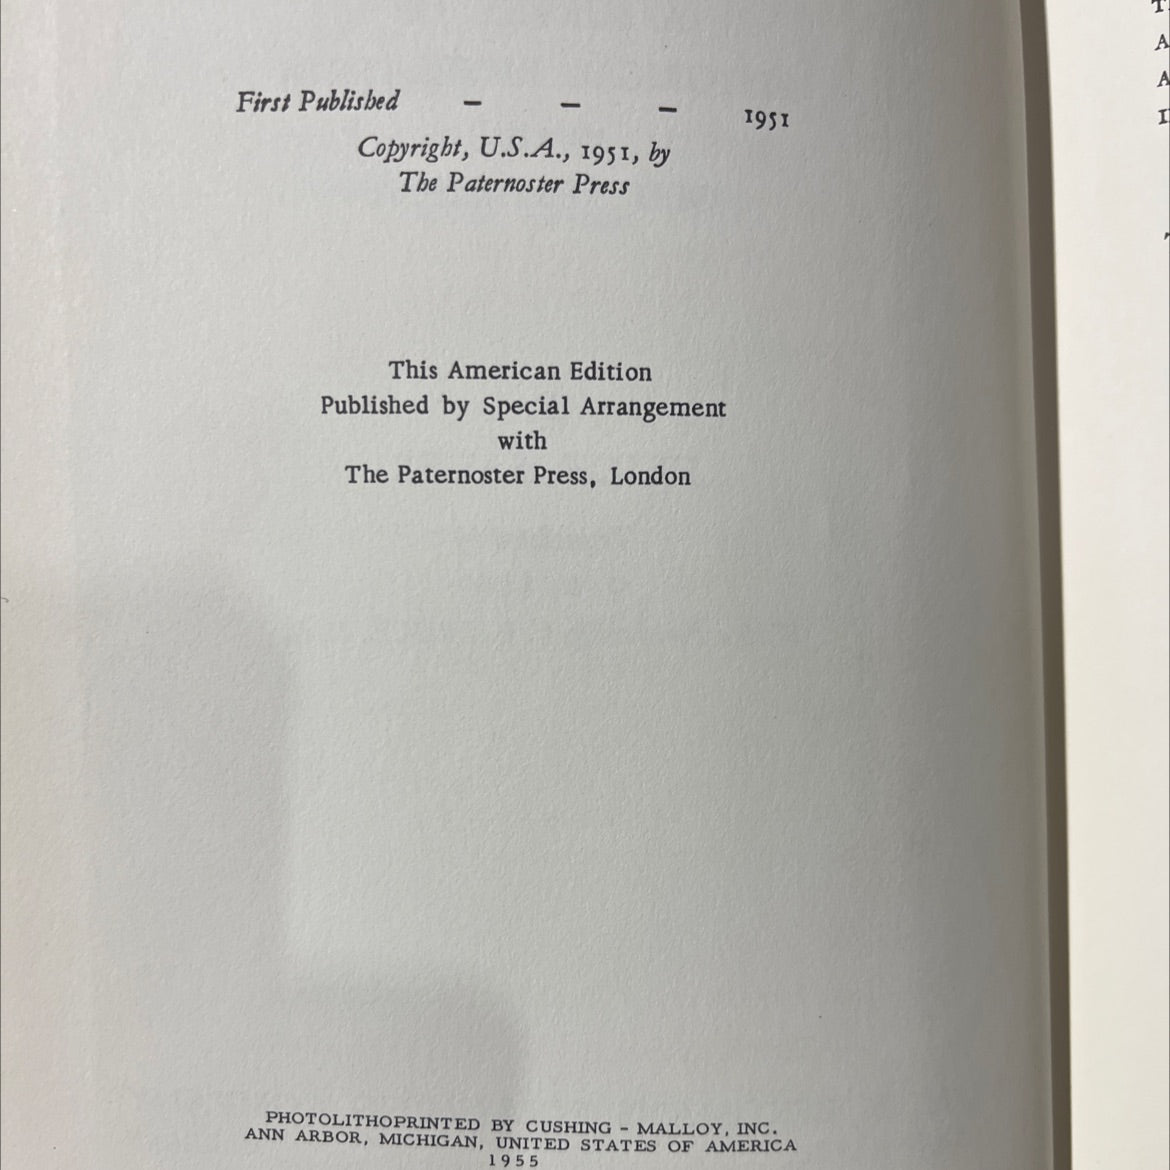 First Published - - - 1951
Copyright, U.S.A., 1951, by
The Paternoster Press
This American Edition
Published by Special Arrangement
with
The Paternoster Press, London
PHOTOLITHOPRINTED BY CUSHING - MALLOY, INC.
ANN ARBOR, MICHIGAN, UNITED STATES OF AMERICA
1955